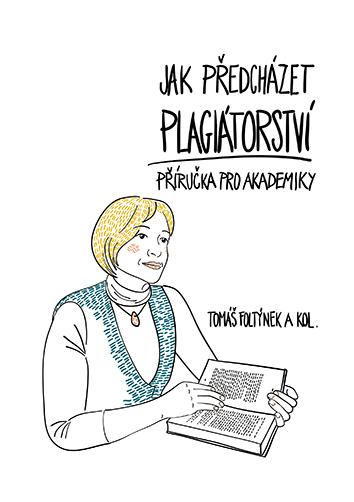 JAK PŘEDCHÁZET
PLAGIÁTORSTVÍ
PŘÍRUČKA PRO AKADEMIKY
TOMÁŠ FOLTÝNEK A KOL.